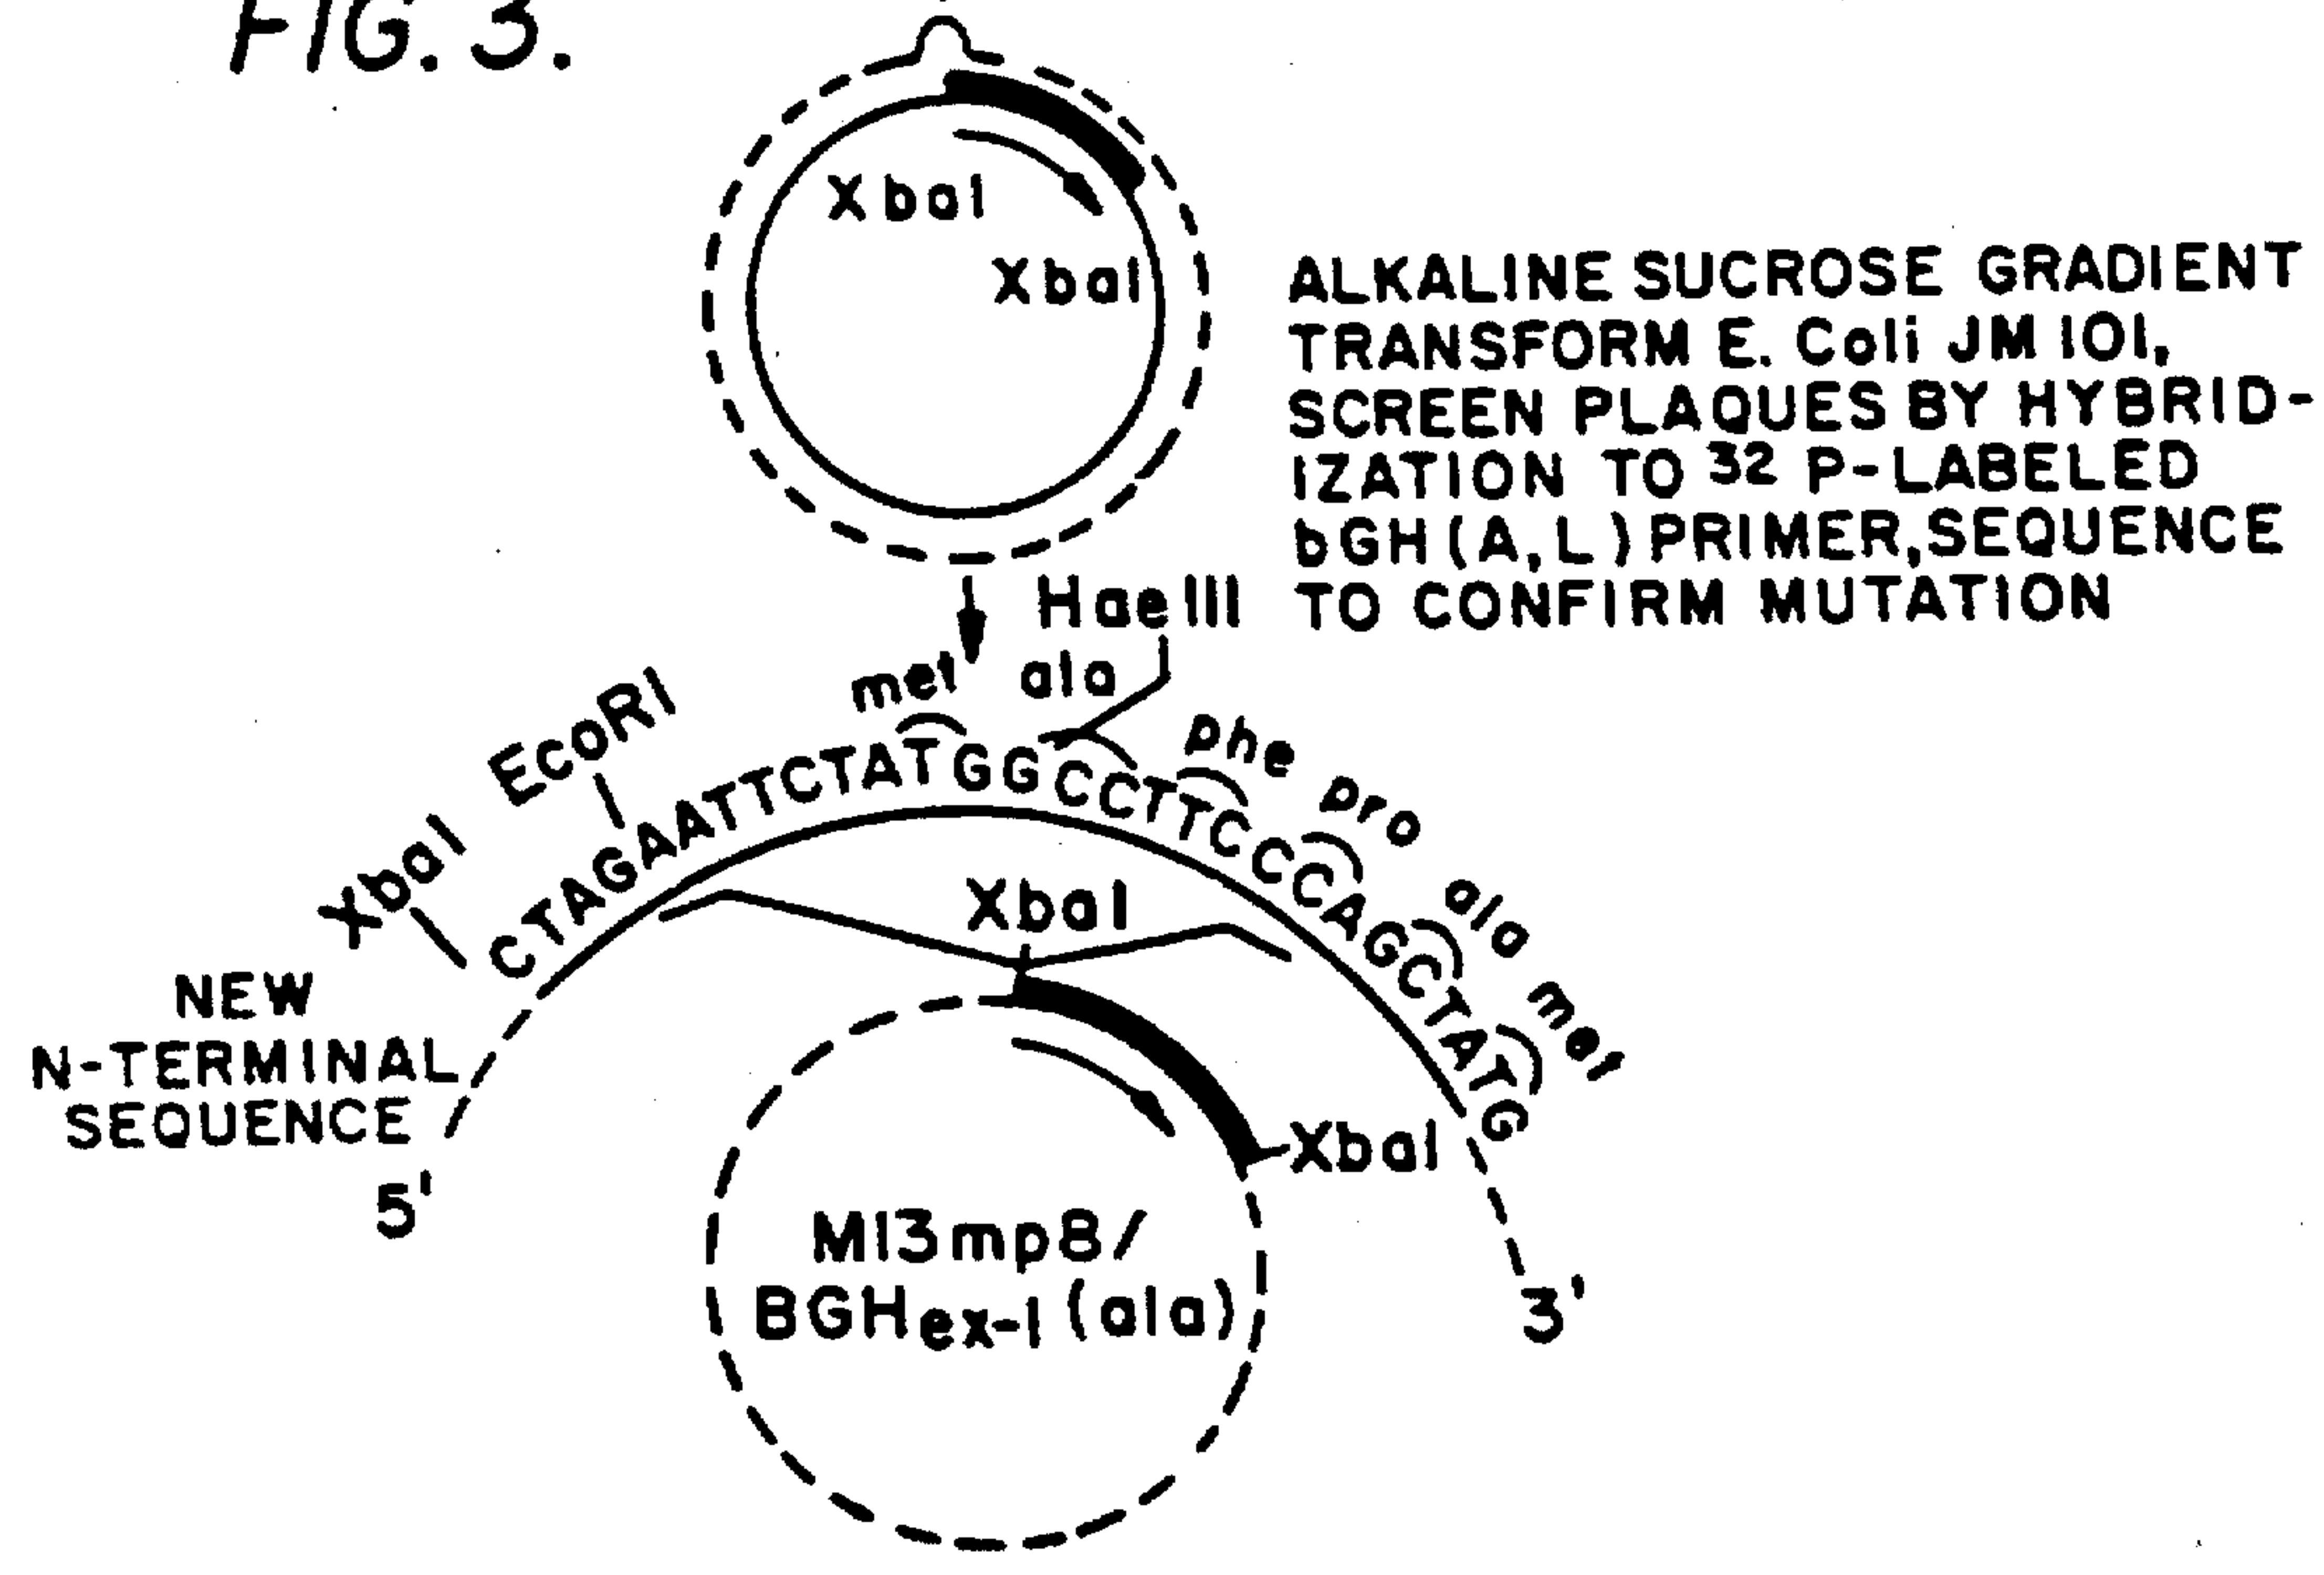 FIG. 3.
XbaI
XbaI
ALKALINE SUCROSE GRADIENT
TRANSFORM E. Coli JM 101,
SCREEN PLAQUES BY HYBRID-
IZATION TO 32 P-LABELED
bGH (A, L) PRIMER, SEQUENCE
TO CONFIRM MUTATION
HaeIII
met ala phe pro ala met
XbaI EcoRI
CTAGAATTCTATGGCCTTCCCAGCTATG
XbaI
NEW
N-TERMINAL
SEQUENCE
5'
XbaI
M13mp8/
BGHex-1 (ala)
3'